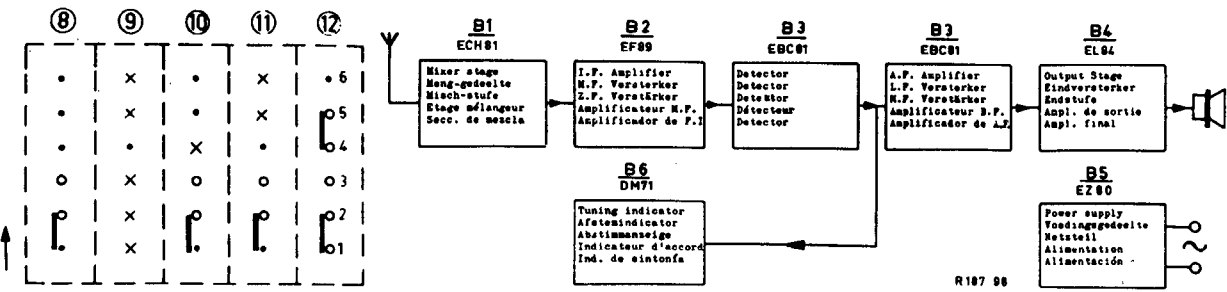 8 9 10 11 12
6
5
4
3
2
1
B1
ECH81
Mixer stage
Meng-gedeelte
Misch-stufe
Etage mélangeur
Secc. de mezcla
B2
EF89
I.F. Amplifier
M.F. Versterker
Z.F. Verstärker
Amplificateur M.F.
Amplificador de F.I
B3
EBC81
Detector
Detector
Detektor
Détecteur
Detector
B3
EBC81
A.F. Amplifier
L.F. Versterker
N.F. Verstärker
Amplificateur B.F.
Amplificador de A.F.
B4
EL84
Output Stage
Eindversterker
Endstufe
Ampl. de sortie
Ampl. final
B6
DM71
Tuning indicator
Afstemindicator
Abstimmanzeige
Indicateur d'accord
Ind. de sintonía
B5
EZ80
Power supply
Voedingsgedeelte
Netzteil
Alimentation
Alimentación
R187 98